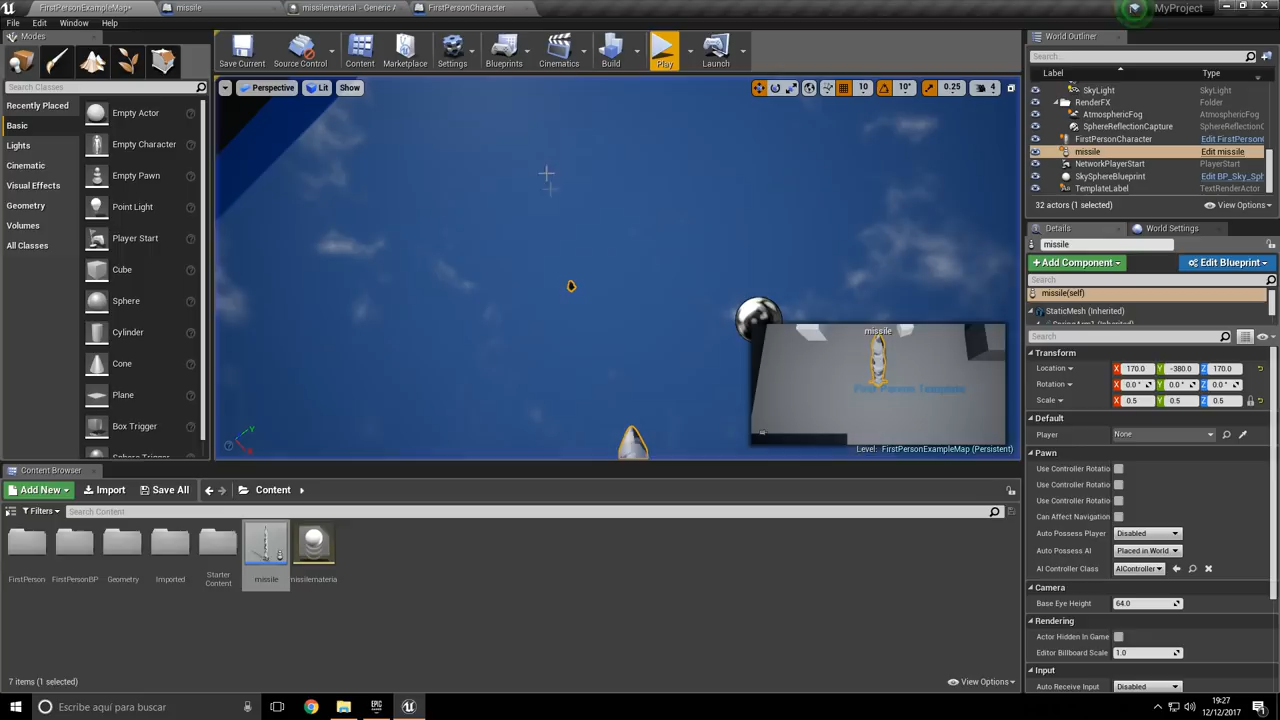 FirstPersonExampleMap*
missile
missilematerial - Generic A
FirstPersonCharacter
MyProject
File Edit Window Help
Modes
Search Classes
Recently Placed
Basic
Lights
Cinematic
Visual Effects
Geometry
Volumes
All Classes
Empty Actor
Empty Character
Empty Pawn
Point Light
Player Start
Cube
Sphere
Cylinder
Cone
Plane
Box Trigger
Sphere Trigger
Save Current
Source Control
Content
Marketplace
Settings
Blueprints
Cinematics
Build
Play
Launch
Perspective Lit Show
10 10° 0.25 4
missile
First Person Template
Level: FirstPersonExampleMap (Persistent)
Y
World Outliner
Search...
Label Type
SkyLight SkyLight
RenderFX Folder
AtmosphericFog AtmosphericFog
SphereReflectionCapture SphereReflection
FirstPersonCharacter Edit FirstPerson
missile Edit missile
NetworkPlayerStart PlayerStart
SkySphereBlueprint Edit BP_Sky_Sph
TemplateLabel TextRenderActor
32 actors (1 selected) View Options
Details World Settings
missile
+Add Component Edit Blueprint
Search
missile(self)
StaticMesh (Inherited)
SpringArm1 (Inherited)
Search
Transform
Location X 170.0 Y -380.0 Z 170.0
Rotation X 0.0 ° Y 0.0 ° Z 0.0 °
Scale X 0.5 Y 0.5 Z 0.5
Default
Player None
Pawn
Use Controller Rotatio
Use Controller Rotatio
Use Controller Rotatio
Can Affect Navigation
Auto Possess Player Disabled
Auto Possess AI Placed in World
AI Controller Class AIController
Camera
Base Eye Height 64.0
Rendering
Actor Hidden In Game
Editor Billboard Scale 1.0
Input
Auto Receive Input Disabled
Content Browser
Add New Import Save All Content
Filters Search Content
FirstPerson
FirstPersonBP
Geometry
Imported
Starter
Content
missile
missilemateria
7 items (1 selected) View Options
Escribe aquí para buscar
19:27
12/12/2017